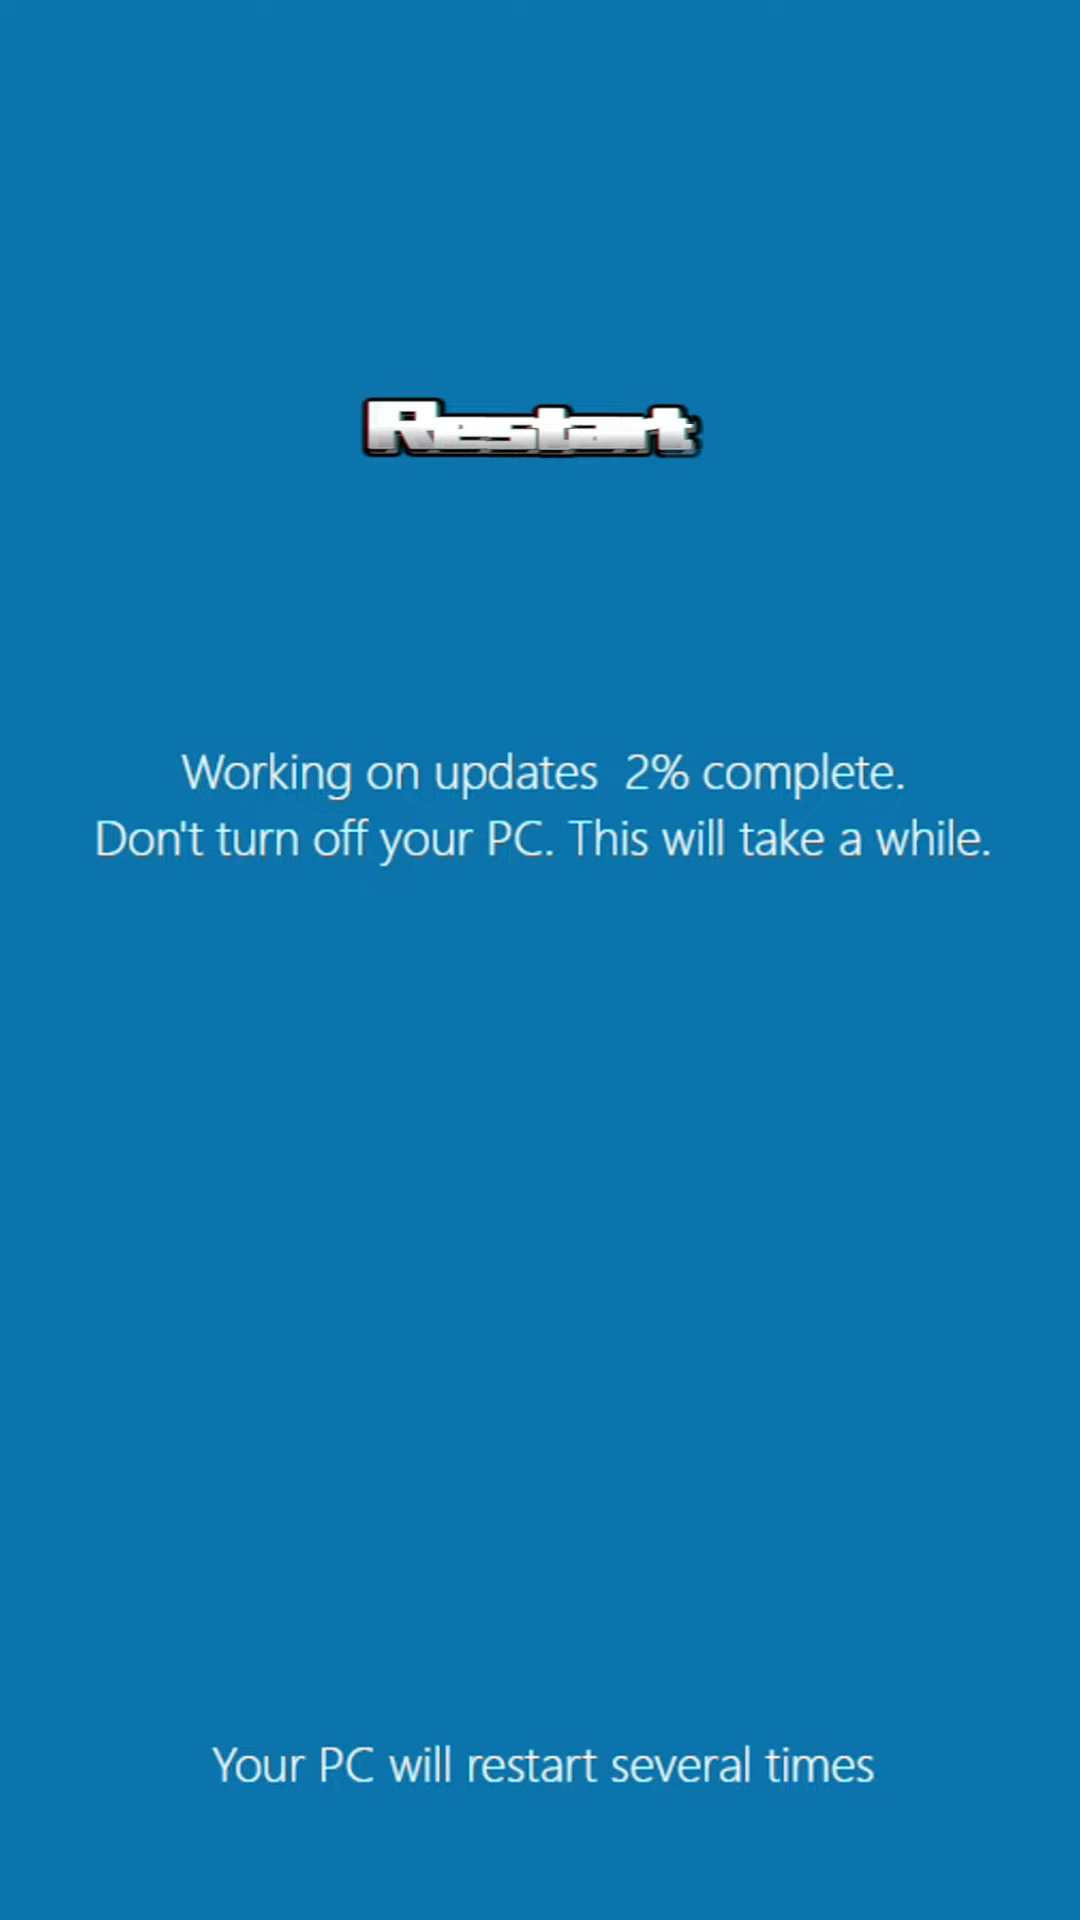 Restart
Working on updates  2% complete.
Don't turn off your PC. This will take a while.
Your PC will restart several times